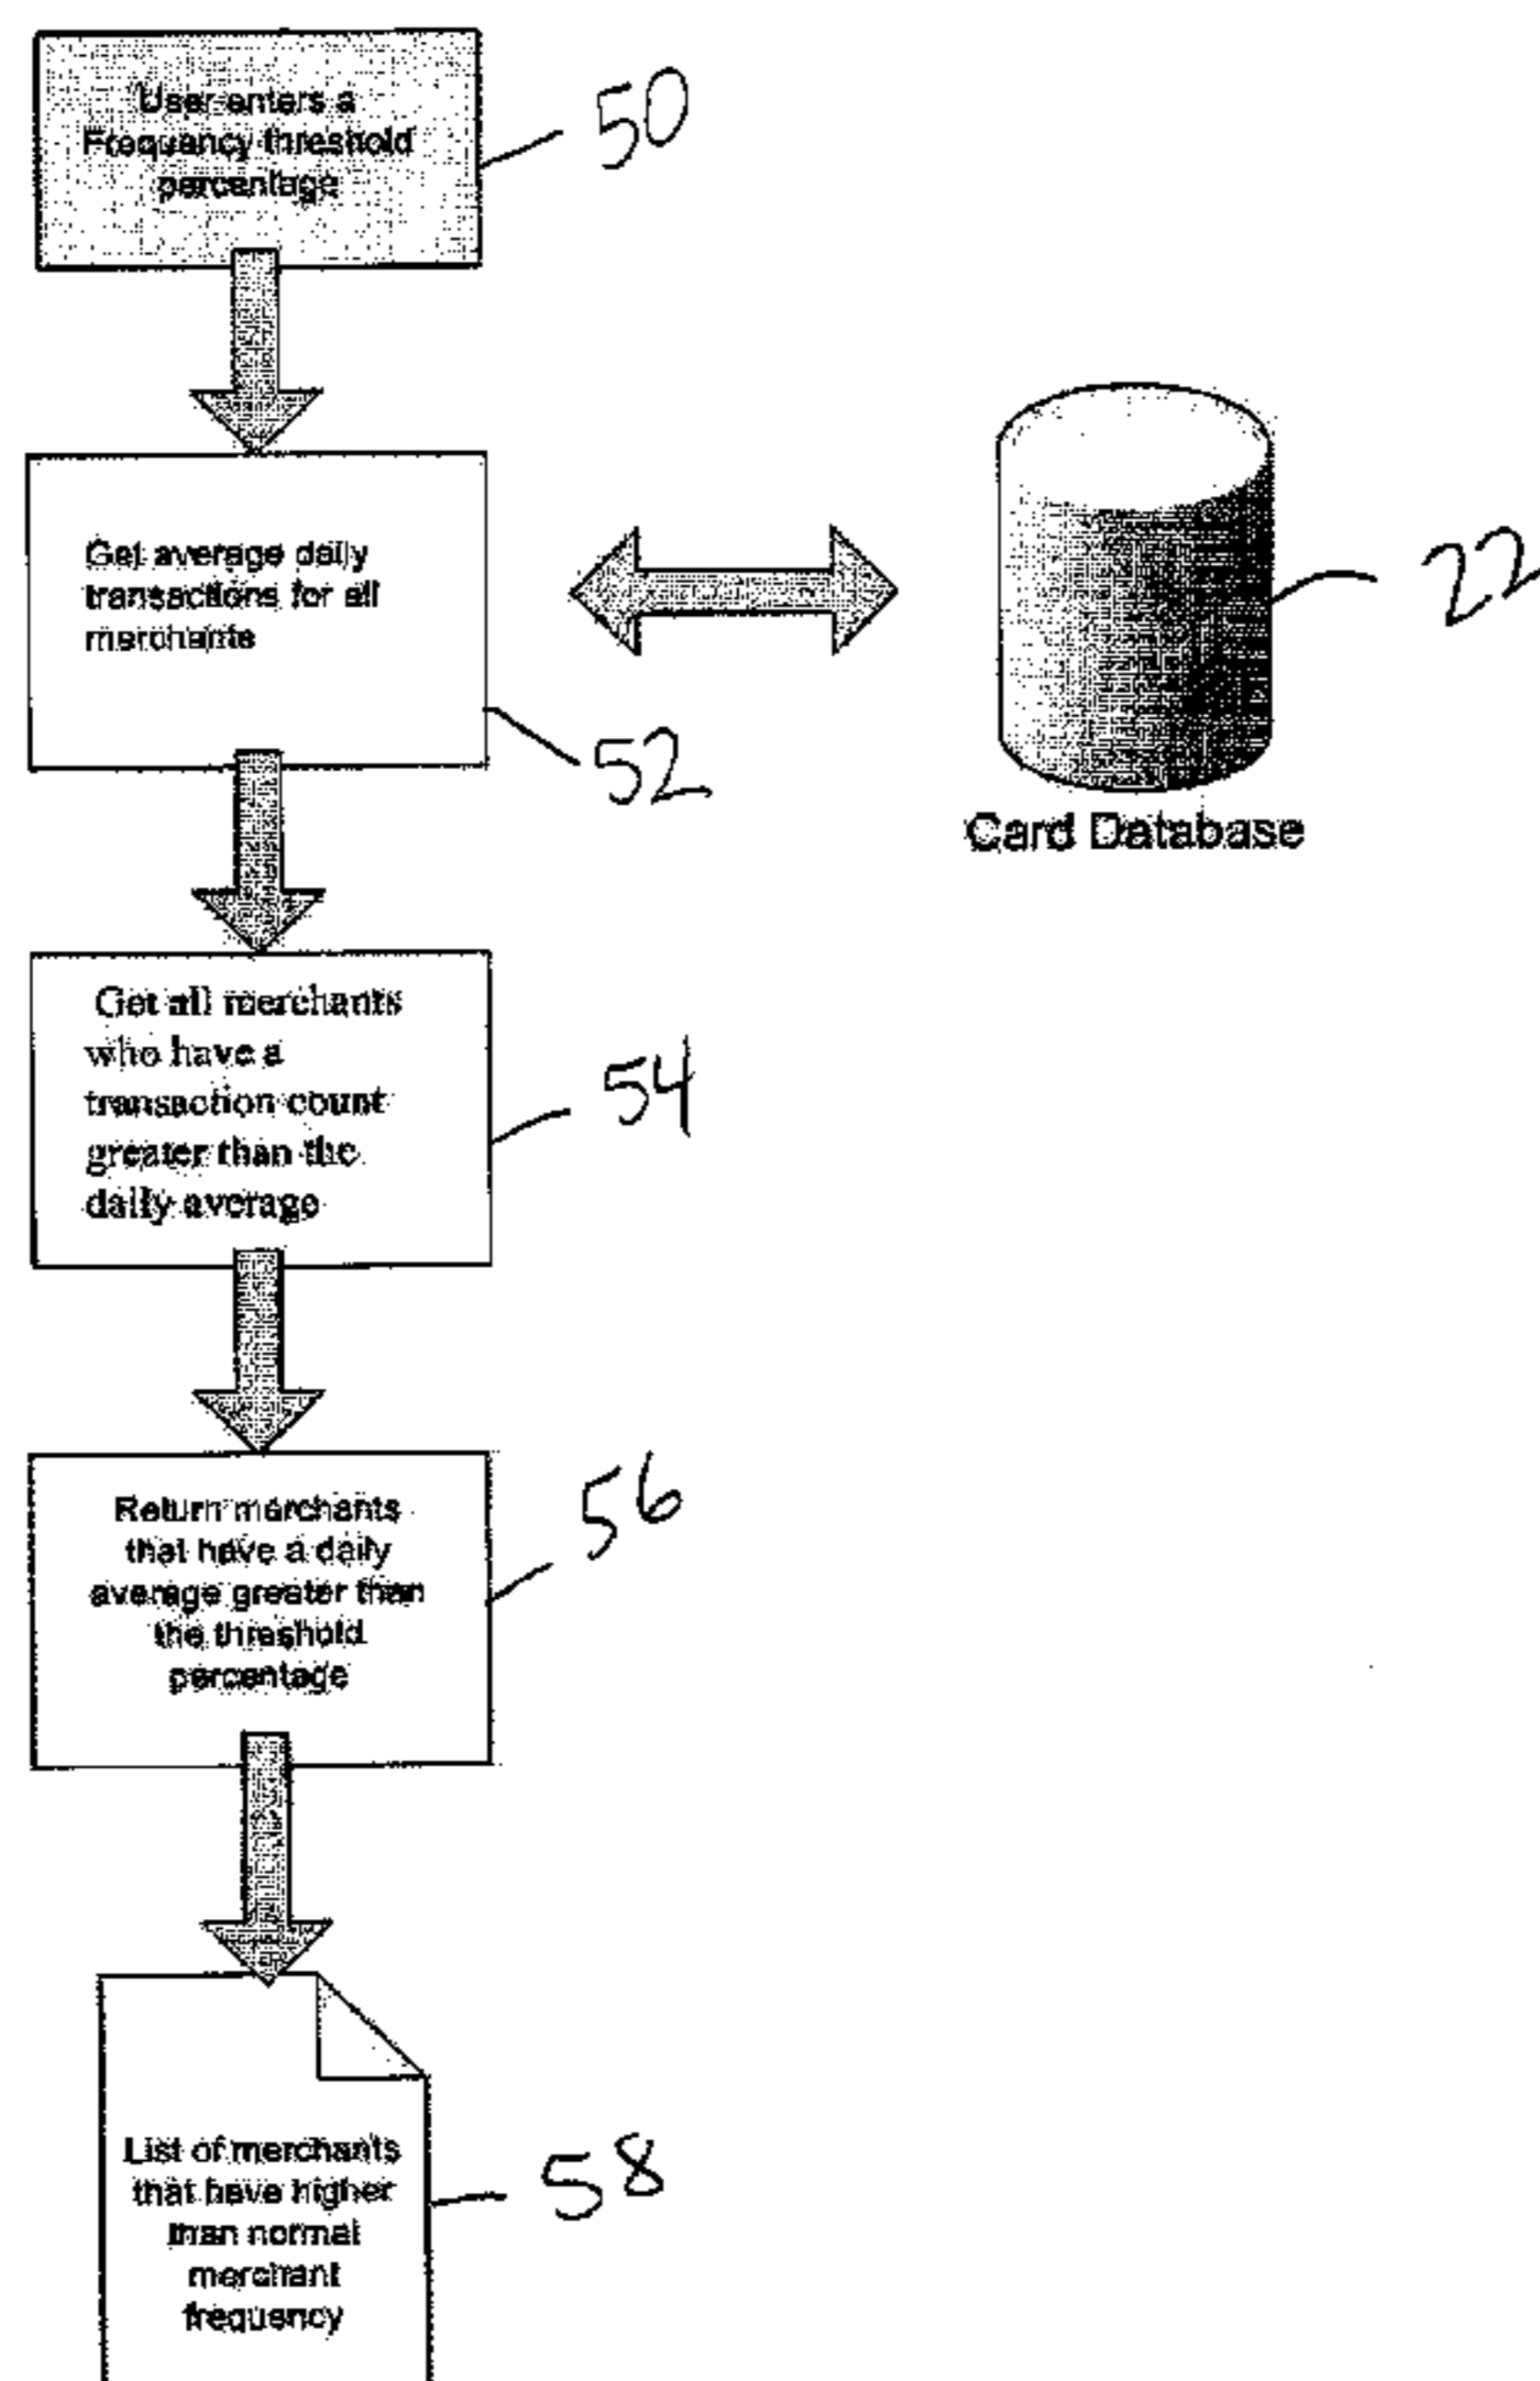 User enters a
Frequency threshold
percentage
50
Get average daily
transactions for all
merchants
52
22
Card Database
Get all merchants
who have a
transaction count
greater than the
daily average
54
Return merchants
that have a daily
average greater than
the threshold
percentage
56
List of merchants
that have higher
than normal
merchant
frequency
58